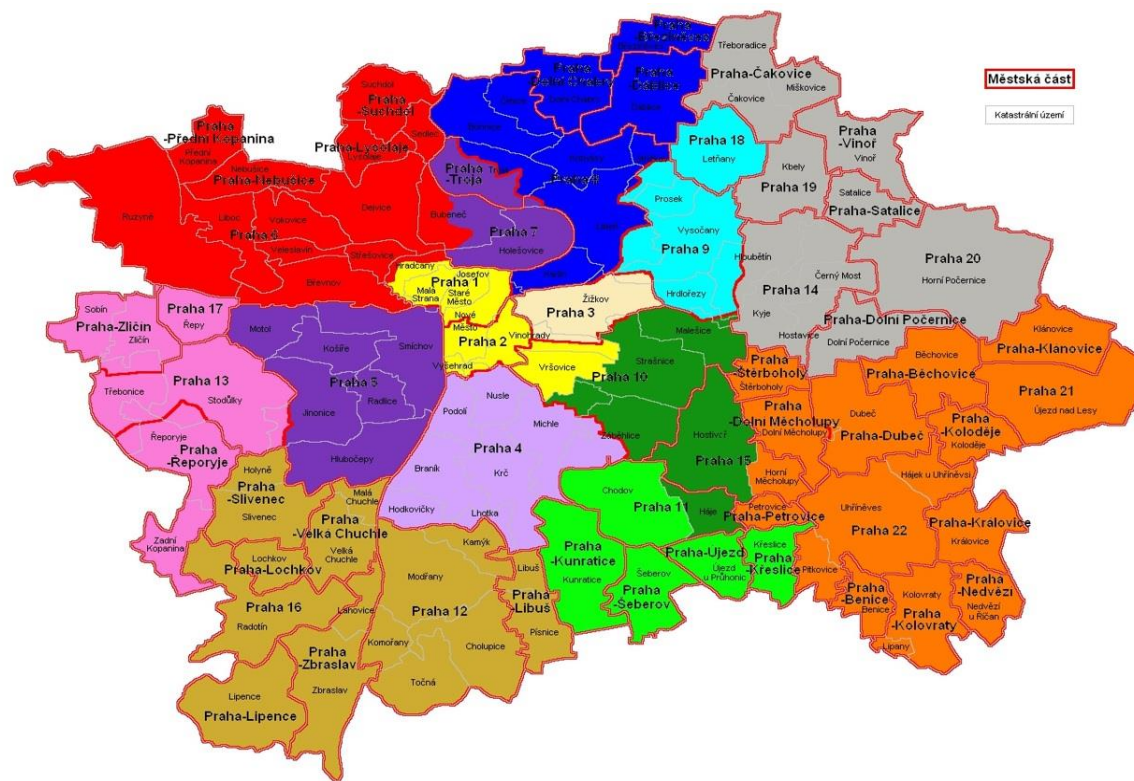 Třeboradice
Praha-Čakovice
Miškovice
Čakovice
Městská část
Katastrální území
Suchdol
Praha
-Suchdol
Sedlec
Praha-Lysolaje
Lysolaje
Praha
-Přední Kopanina
Přední
Kopanina
Nebušice
Praha-Nebušice
Praha
-Troja
Praha 18
Letňany
Praha
-Vinoř
Vinoř
Kbely
Praha 19
Satalice
Praha-Satalice
Ruzyně
Liboc
Vokovice
Dejvice
Veleslavín
Střešovice
Břevnov
Bubeneč
Praha 7
Holešovice
Prosek
Vysočany
Praha 9
Hloubětín
Hrdlořezy
Praha 20
Horní Počernice
Černý Most
Praha 14
Kyje
Hostavice
Praha-Dolní Počernice
Dolní Počernice
Hradčany
Josefov
Praha 1
Malá
Strana
Staré
Město
Nové
Město
Praha 2
Vyšehrad
Vinohrady
Žižkov
Praha 3
Sobín
Praha-Zličín
Zličín
Praha 17
Řepy
Motol
Košíře
Smíchov
Praha 5
Jinonice
Radlice
Hlubočepy
Praha 13
Třebonice
Stodůlky
Řeporyje
Praha
-Řeporyje
Zadní
Kopanina
Malešice
Strašnice
Vršovice
Praha 10
Záběhlice
Hostivař
Praha 15
Háje
Klánovice
Praha-Klánovice
Běchovice
Praha-Běchovice
Praha
-Štěrboholy
Štěrboholy
Praha 21
Újezd nad Lesy
Praha
-Dolní Měcholupy
Dolní Měcholupy
Dubeč
Praha-Dubeč
Praha
-Koloděje
Koloděje
Horní
Měcholupy
Petrovice
Praha-Petrovice
Hájek u Uhříněvsi
Uhříněves
Praha 22
Praha-Královice
Královice
Nusle
Podolí
Michle
Praha 4
Braník
Krč
Hodkovičky
Lhotka
Chodov
Praha 11
Praha
-Kunratice
Kunratice
Praha-Ujezd
Újezd
u Průhonic
Šeberov
Praha
-Šeberov
Křeslice
Praha
-Křeslice
Pitkovice
Praha
-Benice
Benice
Kolovraty
Praha
-Kolovraty
Lipany
Praha
-Nedvězí
Nedvězí
u Říčan
Holyně
Praha
-Slivenec
Slivenec
Malá
Chuchle
Praha
-Velká Chuchle
Velká
Chuchle
Lochkov
Praha-Lochkov
Praha 16
Radotín
Lahovice
Kamýk
Modřany
Praha 12
Komořany
Cholupice
Točná
Libuš
Praha
-Libuš
Písnice
Praha
-Zbraslav
Zbraslav
Lipence
Praha-Lipence